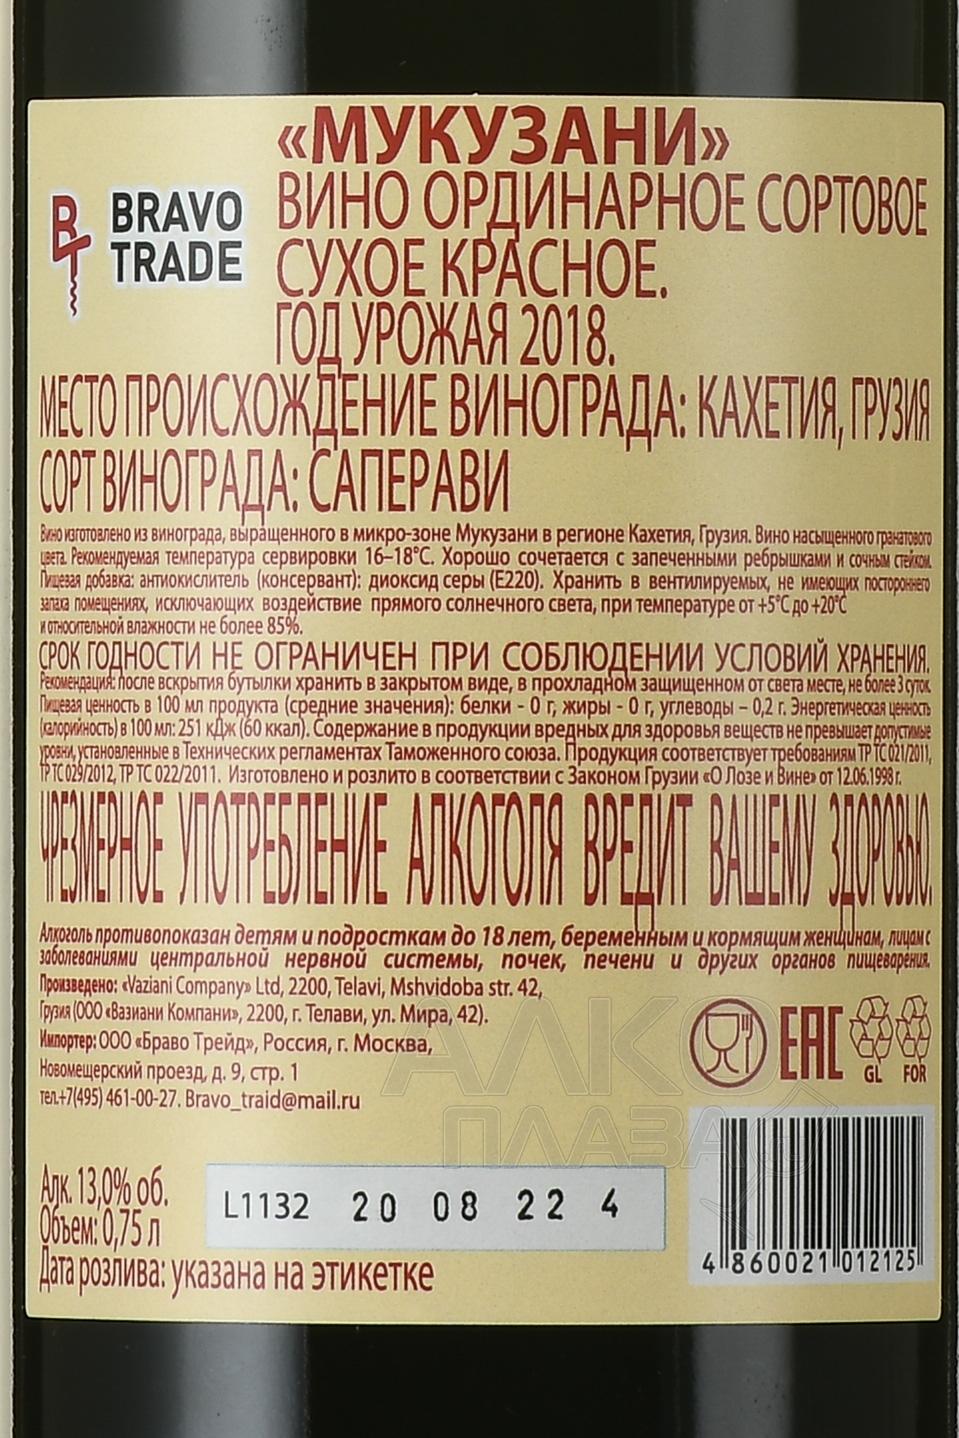 «МУКУЗАНИ»
BRAVO
TRADE
ВИНО ОРДИНАРНОЕ СОРТОВОЕ
СУХОЕ КРАСНОЕ.
ГОД УРОЖАЯ 2018.
МЕСТО ПРОИСХОЖДЕНИЕ ВИНОГРАДА: КАХЕТИЯ, ГРУЗИЯ
СОРТ ВИНОГРАДА: САПЕРАВИ
Вино изготовлено из винограда, выращенного в микро-зоне Мукузани в регионе Кахетия, Грузия. Вино насыщенного гранатового
цвета. Рекомендуемая температура сервировки 16–18°С. Хорошо сочетается с запеченными ребрышками и сочным стейком.
Пищевая добавка: антиокислитель (консервант): диоксид серы (Е220). Хранить в вентилируемых, не имеющих постороннего
запаха помещениях, исключающих воздействие прямого солнечного света, при температуре от +5°С до +20°С
и относительной влажности не более 85%.
СРОК ГОДНОСТИ НЕ ОГРАНИЧЕН ПРИ СОБЛЮДЕНИИ УСЛОВИЙ ХРАНЕНИЯ.
Рекомендация: после вскрытия бутылки хранить в закрытом виде, в прохладном защищенном от света месте, не более 3 суток.
Пищевая ценность в 100 мл продукта (средние значения): белки - 0 г, жиры - 0 г, углеводы – 0,2 г. Энергетическая ценность
(калорийность) в 100 мл: 251 кДж (60 ккал). Содержание в продукции вредных для здоровья веществ не превышает допустимые
уровни, установленные в Технических регламентах Таможенного союза. Продукция соответствует требованиям ТР ТС 021/2011,
ТР ТС 029/2012, ТР ТС 022/2011. Изготовлено и розлито в соответствии с Законом Грузии «О Лозе и Вине» от 12.06.1998 г.
ЧРЕЗМЕРНОЕ УПОТРЕБЛЕНИЕ АЛКОГОЛЯ ВРЕДИТ ВАШЕМУ ЗДОРОВЬЮ.
Алкоголь противопоказан детям и подросткам до 18 лет, беременным и кормящим женщинам, лицам с
заболеваниями центральной нервной системы, почек, печени и других органов пищеварения.
Произведено: «Vaziani Company» Ltd, 2200, Telavi, Mshvidoba str. 42,
Грузия (ООО «Вазиани Компани», 2200, г. Телави, ул. Мира, 42).
Импортер: ООО «Браво Трейд», Россия, г. Москва,
Новомещерский проезд, д. 9, стр. 1
тел.+7(495) 461-00-27. Bravo_traid@mail.ru
EAC
GL FOR
АЛКО
ПЛАЗА
Алк. 13,0% об.
Объем: 0,75 л
L1132 20 08 22 4
Дата розлива: указана на этикетке
4 860021 012125